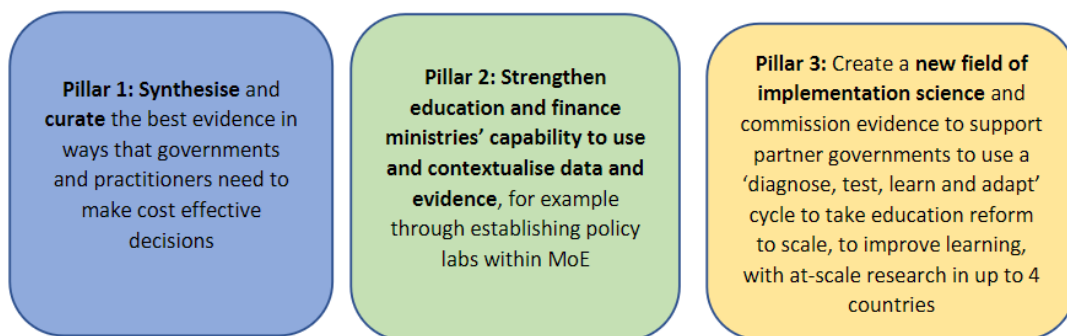 Pillar 1: Synthesise and
curate the best evidence in
ways that governments
and practitioners need to
make cost effective
decisions
Pillar 2: Strengthen
education and finance
ministries’ capability to use
and contextualise data and
evidence, for example
through establishing policy
labs within MoE
Pillar 3: Create a new field of
implementation science and
commission evidence to support
partner governments to use a
‘diagnose, test, learn and adapt’
cycle to take education reform
to scale, to improve learning,
with at-scale research in up to 4
countries